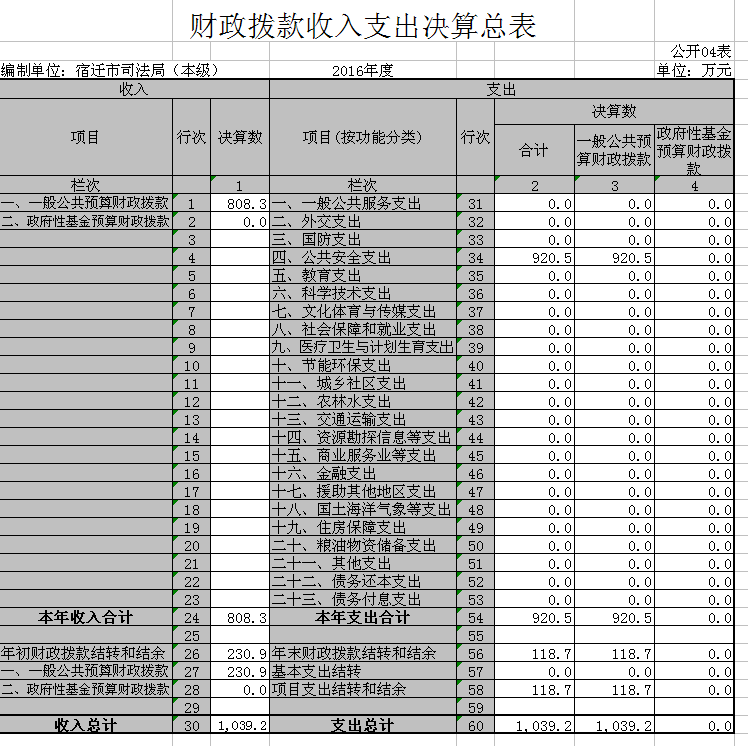 财政拨款收入支出决算总表
公开04表
编制单位：宿迁市司法局（本级） 2016年度 单位：万元
收入 支出
项目 行次 决算数 项目(按功能分类) 行次 决算数
合计 一般公共预算财政拨款 政府性基金预算财政拨款
栏次 1 栏次 2 3 4
一、一般公共预算财政拨款 1 808.3 一、一般公共服务支出 31 0.0 0.0 0.0
二、政府性基金预算财政拨款 2 0.0 二、外交支出 32 0.0 0.0 0.0
3 三、国防支出 33 0.0 0.0 0.0
4 四、公共安全支出 34 920.5 920.5 0.0
5 五、教育支出 35 0.0 0.0 0.0
6 六、科学技术支出 36 0.0 0.0 0.0
7 七、文化体育与传媒支出 37 0.0 0.0 0.0
8 八、社会保障和就业支出 38 0.0 0.0 0.0
9 九、医疗卫生与计划生育支出 39 0.0 0.0 0.0
10 十、节能环保支出 40 0.0 0.0 0.0
11 十一、城乡社区支出 41 0.0 0.0 0.0
12 十二、农林水支出 42 0.0 0.0 0.0
13 十三、交通运输支出 43 0.0 0.0 0.0
14 十四、资源勘探信息等支出 44 0.0 0.0 0.0
15 十五、商业服务业等支出 45 0.0 0.0 0.0
16 十六、金融支出 46 0.0 0.0 0.0
17 十七、援助其他地区支出 47 0.0 0.0 0.0
18 十八、国土海洋气象等支出 48 0.0 0.0 0.0
19 十九、住房保障支出 49 0.0 0.0 0.0
20 二十、粮油物资储备支出 50 0.0 0.0 0.0
21 二十一、其他支出 51 0.0 0.0 0.0
22 二十二、债务还本支出 52 0.0 0.0 0.0
23 二十三、债务付息支出 53 0.0 0.0 0.0
本年收入合计 24 808.3 本年支出合计 54 920.5 920.5 0.0
25 55
年初财政拨款结转和结余 26 230.9 年末财政拨款结转和结余 56 118.7 118.7 0.0
一、一般公共预算财政拨款 27 230.9 基本支出结转 57 0.0 0.0 0.0
二、政府性基金预算财政拨款 28 0.0 项目支出结转和结余 58 118.7 118.7 0.0
29 59 0.0
收入总计 30 1,039.2 支出总计 60 1,039.2 1,039.2 0.0